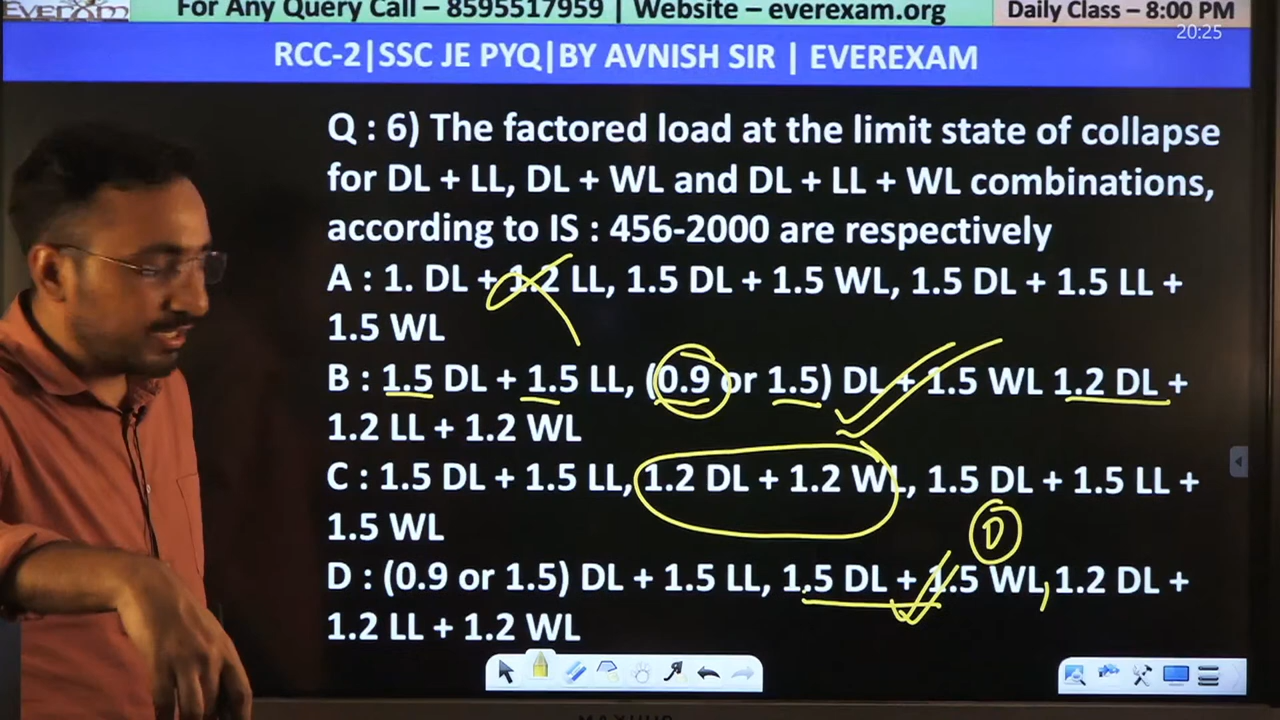 For Any Query Call – 8595517959 | Website – everexam.org
Daily Class – 8:00 PM
20:25
RCC-2|SSC JE PYQ|BY AVNISH SIR | EVEREXAM
Q : 6) The factored load at the limit state of collapse
for DL + LL, DL + WL and DL + LL + WL combinations,
according to IS : 456-2000 are respectively
A : 1. DL + 1.2 LL, 1.5 DL + 1.5 WL, 1.5 DL + 1.5 LL +
1.5 WL
B : 1.5 DL + 1.5 LL, (0.9 or 1.5) DL + 1.5 WL 1.2 DL +
1.2 LL + 1.2 WL
C : 1.5 DL + 1.5 LL, 1.2 DL + 1.2 WL, 1.5 DL + 1.5 LL +
1.5 WL
D
D : (0.9 or 1.5) DL + 1.5 LL, 1.5 DL + 1.5 WL, 1.2 DL +
1.2 LL + 1.2 WL